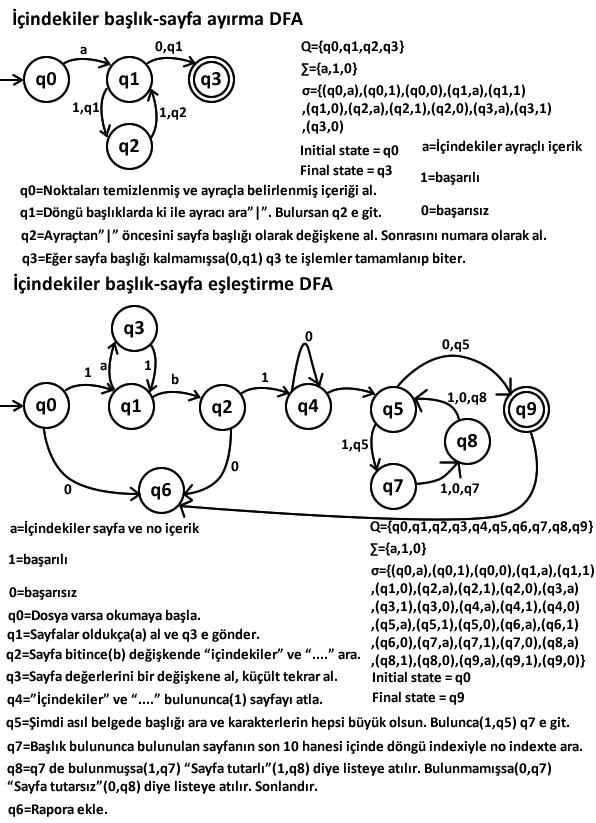 İçindekiler başlık-sayfa ayırma DFA
q0
a
q1
0,q1
q3
1,q1
1,q2
q2
Q={q0,q1,q2,q3}
∑={a,1,0}
σ={(q0,a),(q0,1),(q0,0),(q1,a),(q1,1)
,(q1,0),(q2,a),(q2,1),(q2,0),(q3,a),(q3,1)
,(q3,0)
Initial state = q0
Final state = q3
a=İçindekiler ayraçlı içerik
1=başarılı
0=başarısız
q0=Noktaları temizlenmiş ve ayraçla belirlenmiş içeriği al.
q1=Döngü başlıklarda ki ile ayracı ara”|”. Bulursan q2 e git.
q2=Ayraçtan”|” öncesini sayfa başlığı olarak değişkene al. Sonrasını numara olarak al.
q3=Eğer sayfa başlığı kalmamışsa(0,q1) q3 te işlemler tamamlanıp biter.
İçindekiler başlık-sayfa eşleştirme DFA
q3
0
0,q5
a
1
1
b
1
1,0,q8
q0
q1
q2
q4
q5
q9
q8
1,q5
0
0
q6
q7
1,0,q7
a=İçindekiler sayfa ve no içerik
1=başarılı
0=başarısız
Q={q0,q1,q2,q3,q4,q5,q6,q7,q8,q9}
∑={a,1,0}
σ={(q0,a),(q0,1),(q0,0),(q1,a),(q1,1)
,(q1,0),(q2,a),(q2,1),(q2,0),(q3,a)
,(q3,1),(q3,0),(q4,a),(q4,1),(q4,0)
,(q5,a),(q5,1),(q5,0),(q6,a),(q6,1)
,(q6,0),(q7,a),(q7,1),(q7,0),(q8,a)
,(q8,1),(q8,0),(q9,a),(q9,1),(q9,0)}
Initial state = q0
Final state = q9
q0=Dosya varsa okumaya başla.
q1=Sayfalar oldukça(a) al ve q3 e gönder.
q2=Sayfa bitince(b) değişkende “içindekiler” ve “....” ara.
q3=Sayfa değerlerini bir değişkene al, küçült tekrar al.
q4=”İçindekiler” ve “....” bulununca(1) sayfayı atla.
q5=Şimdi asıl belgede başlığı ara ve karakterlerin hepsi büyük olsun. Bulunca(1,q5) q7 e git.
q7=Başlık bulununca bulunulan sayfanın son 10 hanesi içinde döngü indexiyle no indexte ara.
q8=q7 de bulunmuşsa(1,q7) “Sayfa tutarlı”(1,q8) diye listeye atılır. Bulunmamışsa(0,q7)
“Sayfa tutarsız”(0,q8) diye listeye atılır. Sonlandır.
q6=Rapora ekle.